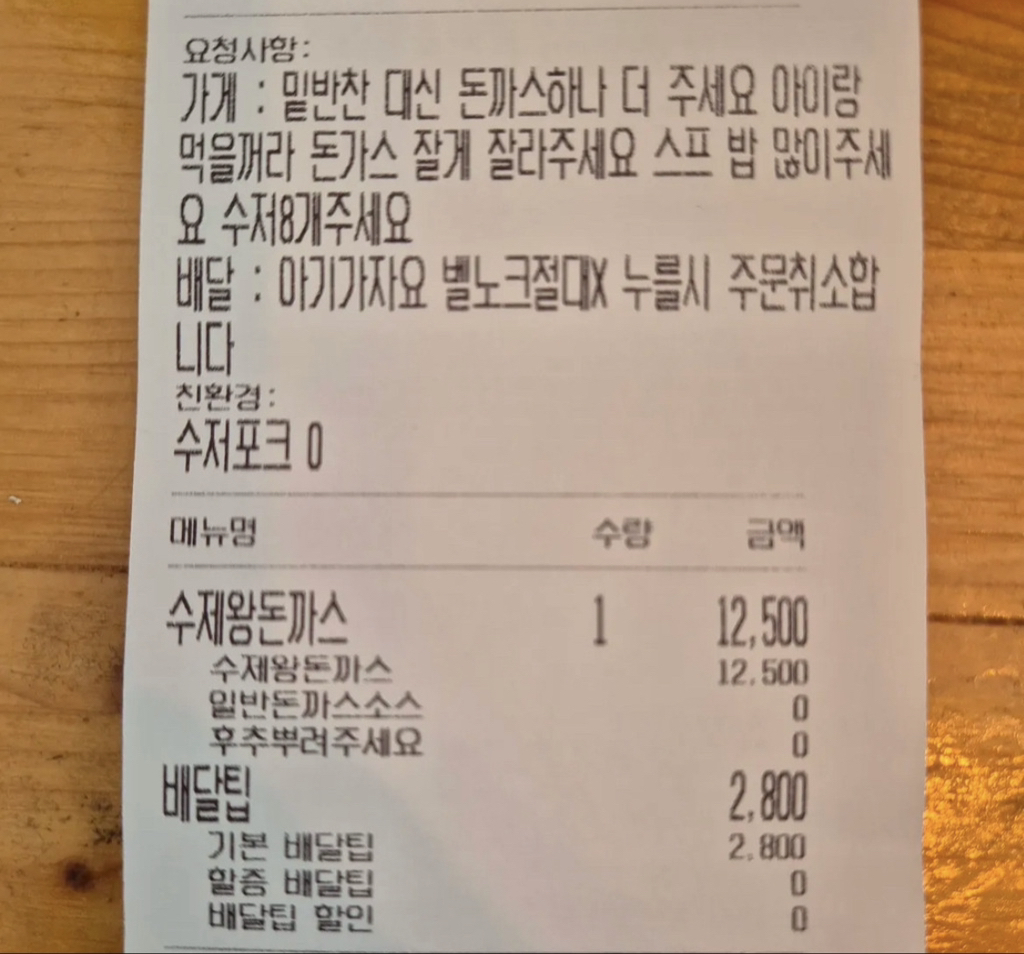 요청사항:
가게 : 밑반찬 대신 돈까스하나 더 주세요 아이랑
먹을꺼라 돈가스 잘게 잘라주세요 스프 밥 많이주세
요 수저8개주세요
배달 : 아기가자요 벨노크절대X 누를시 주문취소합
니다
친환경:
수저포크 0
메뉴명 수량 금액
수제왕돈까스 1 12,500
수제왕돈까스 12,500
일반돈까스소스 0
후추뿌려주세요 0
배달팁 2,800
기본 배달팁 2,800
할증 배달팁 0
배달팁 할인 0